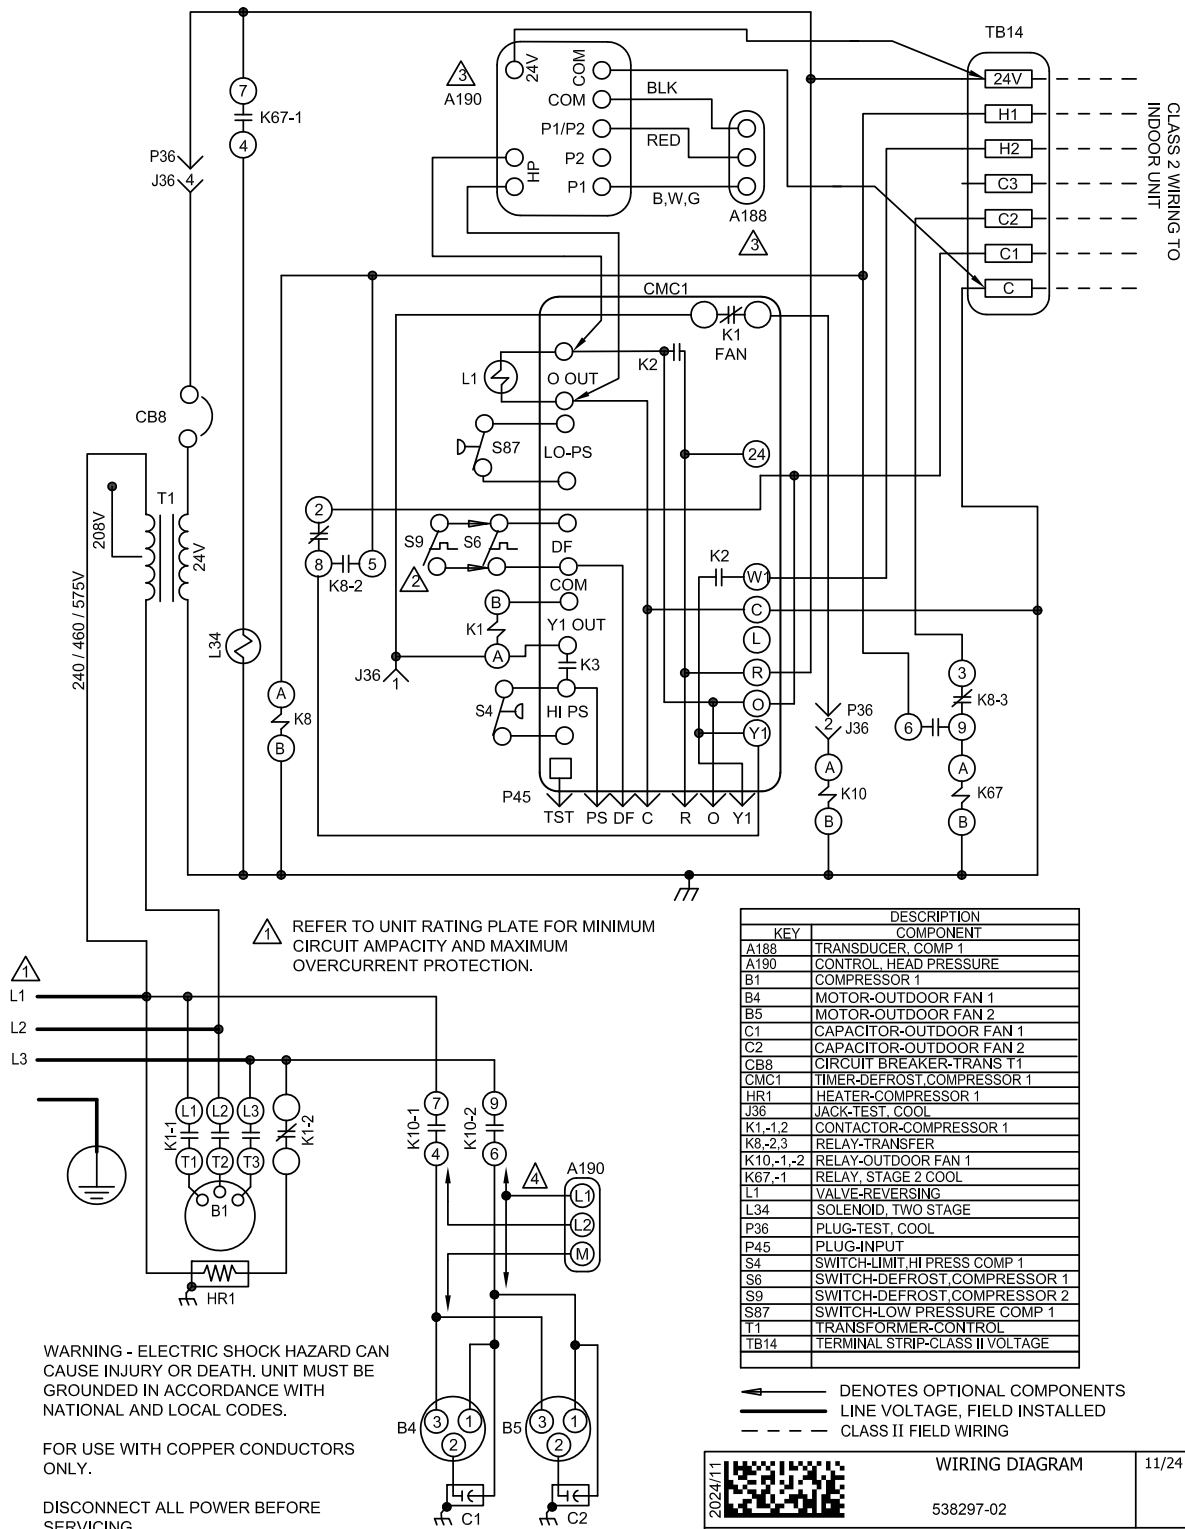 TB14
24V
H1
H2
C3
C2
C1
C
CLASS 2 WIRING TO
INDOOR UNIT
7
K67-1
4
P36
J36
4
3
A190
24V
COM
COM
P1/P2
P2
P1
HP
BLK
RED
B,W,G
A188
3
CMC1
K1
FAN
K2
L1
O OUT
S87
LO-PS
24
CB8
T1
208V
24V
240 / 460 / 575V
2
8
5
K8-2
S9
S6
2
DF
COM
K2
W1
C
L
R
O
Y1
B
K1
Y1 OUT
A
K3
J36
1
S4
HI PS
P45
TST
PS
DF
C
R
O
Y1
L34
A
K8
B
P36
2
J36
A
K10
B
3
K8-3
6
9
A
K67
B
1
REFER TO UNIT RATING PLATE FOR MINIMUM
CIRCUIT AMPACITY AND MAXIMUM
OVERCURRENT PROTECTION.
1
L1
L2
L3
K1-1
L1
L2
L3
T1
T2
T3
K1-2
B1
HR1
7
K10-1
4
9
K10-2
6
4
A190
L1
L2
M
B4
3
1
2
B5
3
1
2
C1
C2
WARNING - ELECTRIC SHOCK HAZARD CAN
CAUSE INJURY OR DEATH. UNIT MUST BE
GROUNDED IN ACCORDANCE WITH
NATIONAL AND LOCAL CODES.
FOR USE WITH COPPER CONDUCTORS
ONLY.
DISCONNECT ALL POWER BEFORE
SERVICING
DESCRIPTION
KEY COMPONENT
A188 TRANSDUCER, COMP 1
A190 CONTROL, HEAD PRESSURE
B1 COMPRESSOR 1
B4 MOTOR-OUTDOOR FAN 1
B5 MOTOR-OUTDOOR FAN 2
C1 CAPACITOR-OUTDOOR FAN 1
C2 CAPACITOR-OUTDOOR FAN 2
CB8 CIRCUIT BREAKER-TRANS T1
CMC1 TIMER-DEFROST,COMPRESSOR 1
HR1 HEATER-COMPRESSOR 1
J36 JACK-TEST, COOL
K1,-1,2 CONTACTOR-COMPRESSOR 1
K8,-2,3 RELAY-TRANSFER
K10,-1,-2 RELAY-OUTDOOR FAN 1
K67,-1 RELAY, STAGE 2 COOL
L1 VALVE-REVERSING
L34 SOLENOID, TWO STAGE
P36 PLUG-TEST, COOL
P45 PLUG-INPUT
S4 SWITCH-LIMIT,HI PRESS COMP 1
S6 SWITCH-DEFROST,COMPRESSOR 1
S9 SWITCH-DEFROST,COMPRESSOR 2
S87 SWITCH-LOW PRESSURE COMP 1
T1 TRANSFORMER-CONTROL
TB14 TERMINAL STRIP-CLASS II VOLTAGE
DENOTES OPTIONAL COMPONENTS
LINE VOLTAGE, FIELD INSTALLED
CLASS II FIELD WIRING
2024/11
WIRING DIAGRAM
11/24
538297-02